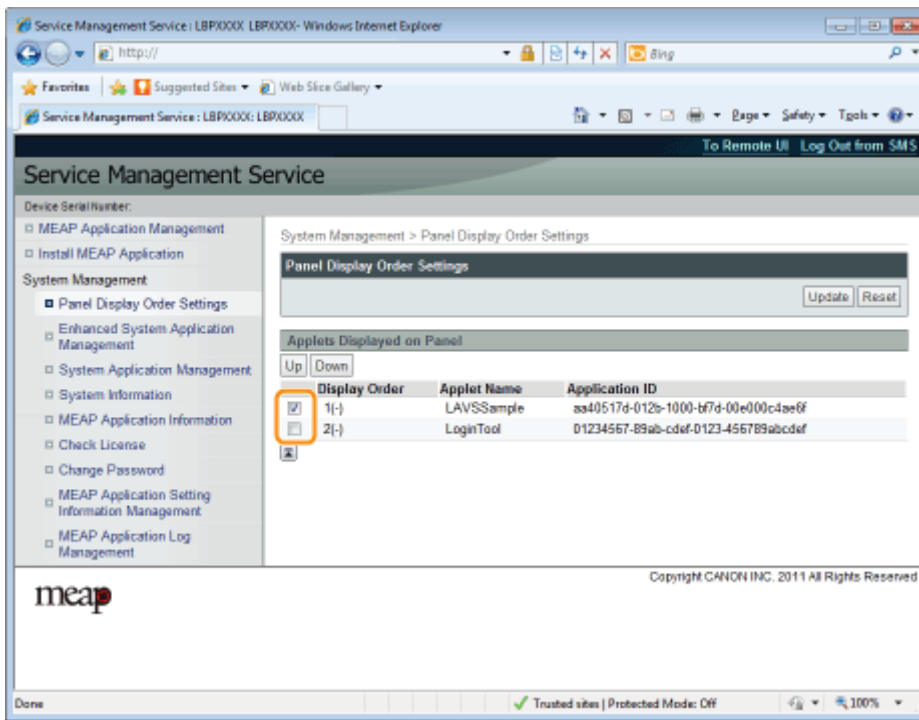 Service Management Service : LBPXXXX LBPXXXX- Windows Internet Explorer
http://
Bing
Favorites Suggested Sites Web Slice Gallery
Service Management Service : LBPXXXX: LBPXXXX
Page Safety Tools
To Remote UI Log Out from SMS
Service Management Service
Device Serial Number:
MEAP Application Management
Install MEAP Application
System Management
Panel Display Order Settings
Enhanced System Application
Management
System Application Management
System Information
MEAP Application Information
Check License
Change Password
MEAP Application Setting
Information Management
MEAP Application Log
Management
System Management > Panel Display Order Settings
Panel Display Order Settings
Update Reset
Applets Displayed on Panel
Up Down
Display Order Applet Name Application ID
1(-) LAVSSample aa40517d-012b-1000-bf7d-00e000c4ae6f
2(-) LoginTool 01234567-89ab-cdef-0123-456789abcdef
Copyright CANON INC. 2011 All Rights Reserved
meap
Done Trusted sites | Protected Mode: Off 100%